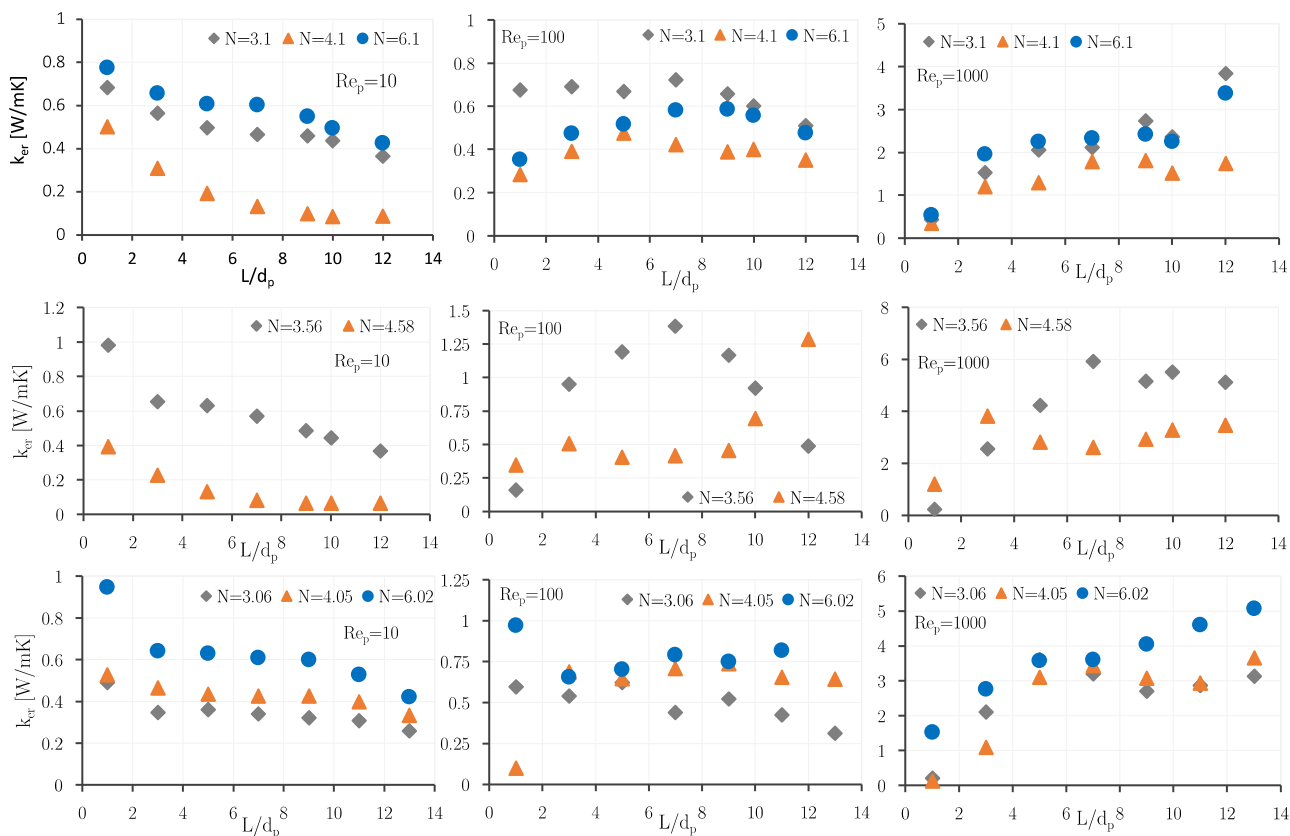 1
0.8
0.6
0.4
0.2
0
k_er [W/mK]
N=3.1 N=4.1 N=6.1
Re_p=10
0 2 4 6 8 10 12 14
L/d_p
1
0.8
0.6
0.4
0.2
0
Re_p=100
N=3.1 N=4.1 N=6.1
0 2 4 6 8 10 12 14
L/d_p
5
4
3
2
1
0
N=3.1 N=4.1 N=6.1
Re_p=1000
0 2 4 6 8 10 12 14
L/d_p
1.2
1
0.8
0.6
0.4
0.2
0
k_er [W/mK]
N=3.56 N=4.58
Re_p=10
0 2 4 6 8 10 12 14
L/d_p
1.5
1.25
1
0.75
0.5
0.25
0
Re_p=100
N=3.56 N=4.58
0 2 4 6 8 10 12 14
L/d_p
8
6
4
2
0
N=3.56 N=4.58
Re_p=1000
0 2 4 6 8 10 12 14
L/d_p
1
0.8
0.6
0.4
0.2
0
k_er [W/mK]
N=3.06 N=4.05 N=6.02
Re_p=10
0 2 4 6 8 10 12 14
L/d_p
1.25
1
0.75
0.5
0.25
0
Re_p=100
N=3.06 N=4.05 N=6.02
0 2 4 6 8 10 12 14
L/d_p
6
5
4
3
2
1
0
N=3.06 N=4.05 N=6.02
Re_p=1000
0 2 4 6 8 10 12 14
L/d_p